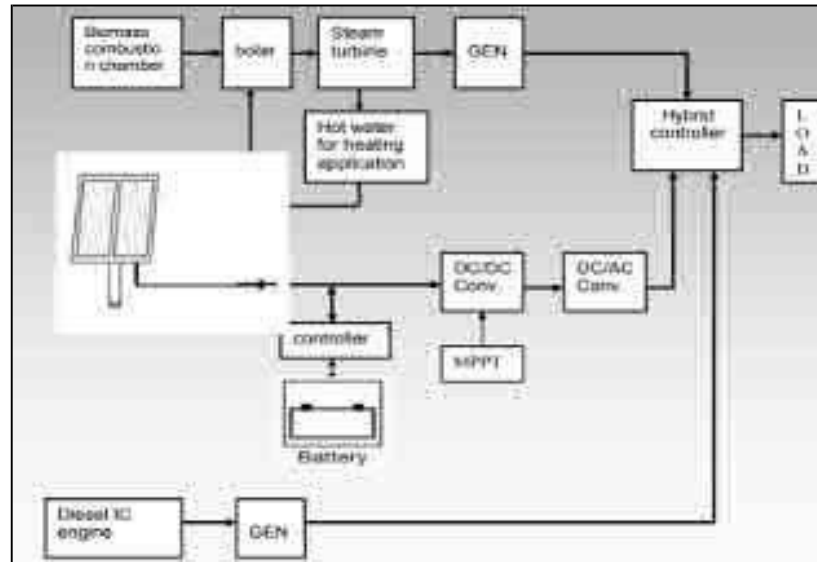 Biomass
combustio
n chamber
boiler
Steam
turbine
GEN
Hot water
for heating
application
Hybrid
controller
L
O
A
D
DC/DC
Conv.
DC/AC
Conv.
controller
MPPT
Battery
Diesel IC
engine
GEN